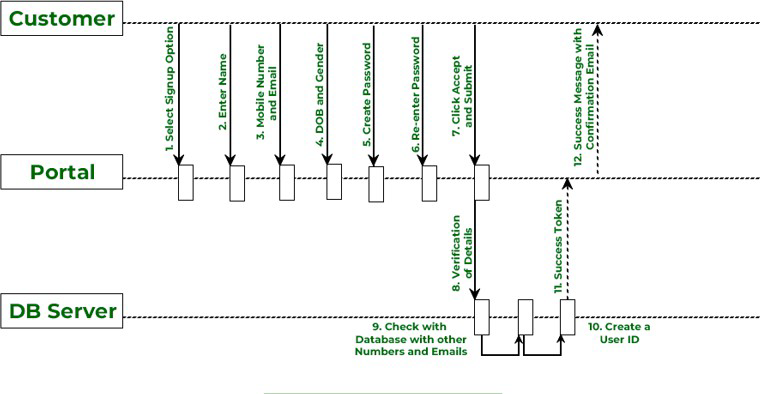 Customer
1. Select Signup Option
2. Enter Name
3. Mobile Number
and Email
4. DOB and Gender
5. Create Password
6. Re-enter Password
7. Click Accept
and Submit
12. Success Message with
Confirmation Email
Portal
8. Verification
of Details
11. Success Token
DB Server
9. Check with
Database with other
Numbers and Emails
10. Create a
User ID